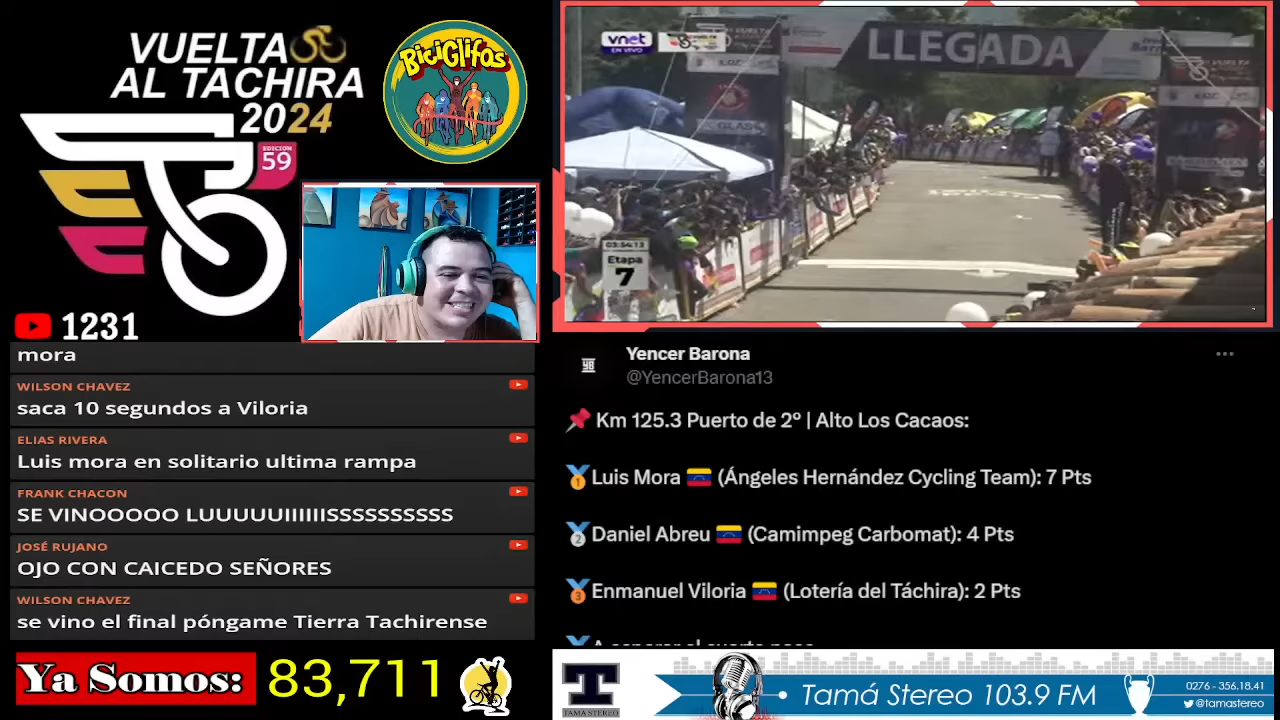 VUELTA
AL TACHIRA
2024
EDICION
59
BiciGlifos
1231
mora
WILSON CHAVEZ
saca 10 segundos a Viloria
ELIAS RIVERA
Luis mora en solitario ultima rampa
FRANK CHACON
SE VINOOOOO LUUUUUIIIIIISSSSSSSSSS
JOSÉ RUJANO
OJO CON CAICEDO SEÑORES
WILSON CHAVEZ
se vino el final póngame Tierra Tachirense
Ya Somos: 83,711
vnet
EN VIVO
LLEGADA
03:54:13
Etapa
7
Yencer Barona
@YencerBarona13
Km 125.3 Puerto de 2º | Alto Los Cacaos:
Luis Mora (Ángeles Hernández Cycling Team): 7 Pts
Daniel Abreu (Camimpeg Carbomat): 4 Pts
Enmanuel Viloria (Lotería del Táchira): 2 Pts
TAMA STEREO
Tamá Stereo 103.9 FM
0276 - 356.18.41
@tamastereo